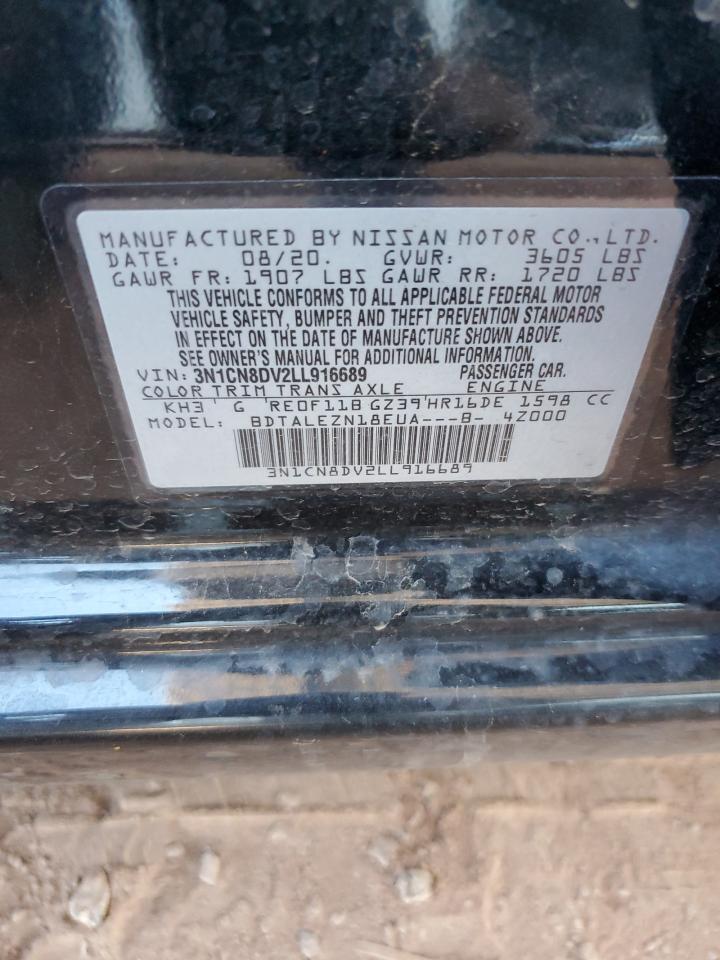 MANUFACTURED BY NISSAN MOTOR CO.,LTD.
DATE: 08/20. GVWR: 3605 LBS
GAWR FR: 1907 LBS GAWR RR: 1720 LBS
THIS VEHICLE CONFORMS TO ALL APPLICABLE FEDERAL MOTOR
VEHICLE SAFETY, BUMPER AND THEFT PREVENTION STANDARDS
IN EFFECT ON THE DATE OF MANUFACTURE SHOWN ABOVE.
SEE OWNER'S MANUAL FOR ADDITIONAL INFORMATION.
VIN: 3N1CN8DV2LL916689 PASSENGER CAR.
COLOR TRIM TRANS AXLE ENGINE
KH3 G RE0F11B GZ39 HR16DE 1598 CC
MODEL: BDTALEZN18EUA---B- 4Z000
3N1CN8DV2LL916689